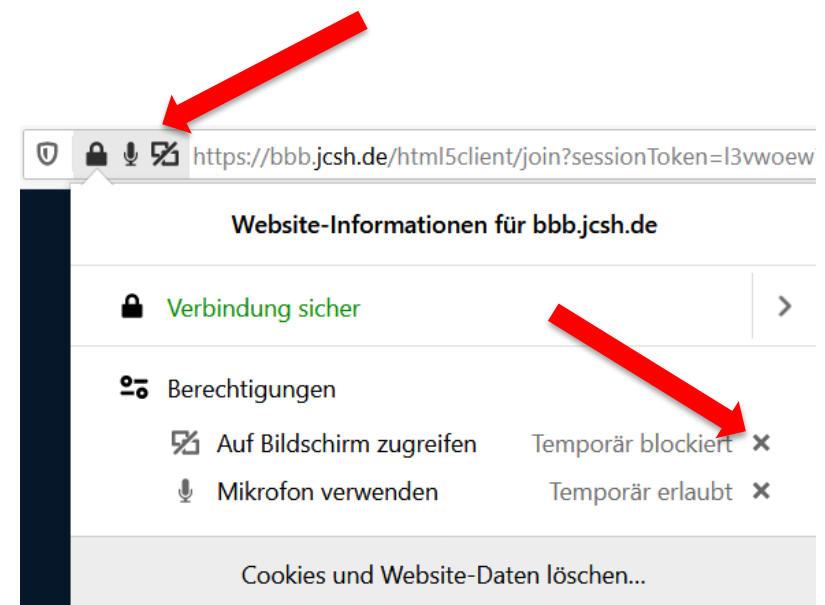 https://bbb.jcsh.de/html5client/join?sessionToken=l3vwoew
Website-Informationen für bbb.jcsh.de
Verbindung sicher
Berechtigungen
Auf Bildschirm zugreifen Temporär blockiert
Mikrofon verwenden Temporär erlaubt
Cookies und Website-Daten löschen...